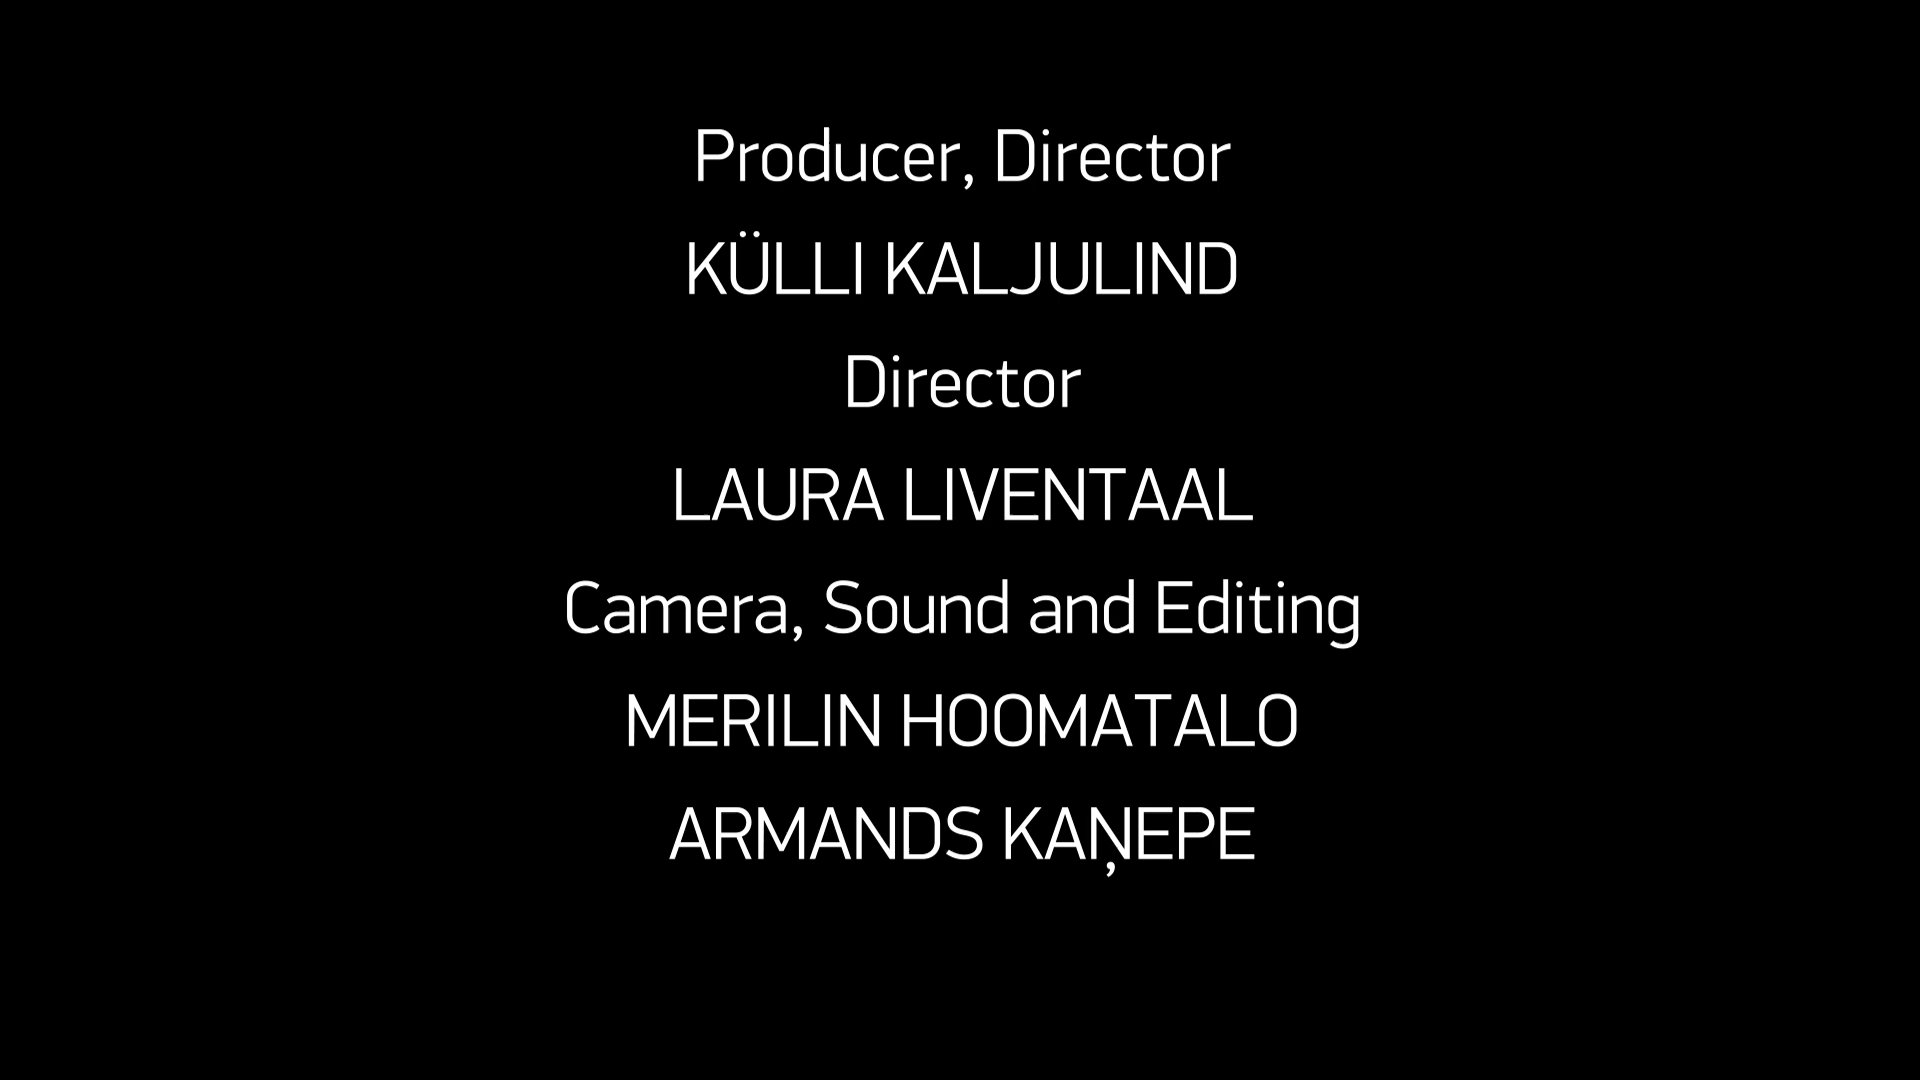 Producer, Director
KÜLLI KALJULIND
Director
LAURA LIVENTAAL
Camera, Sound and Editing
MERILIN HOOMATALO
ARMANDS KAŅEPE